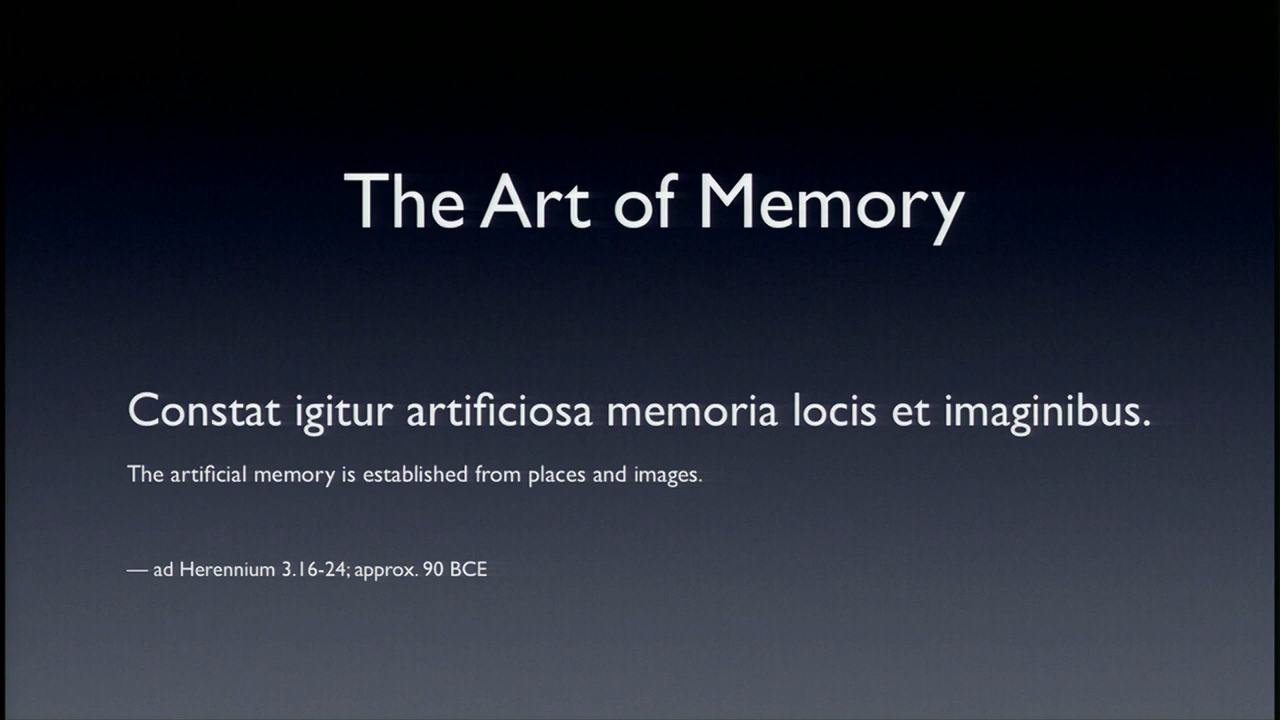 The Art of Memory
Constat igitur artificiosa memoria locis et imaginibus.
The artificial memory is established from places and images.
— ad Herennium 3.16-24; approx. 90 BCE